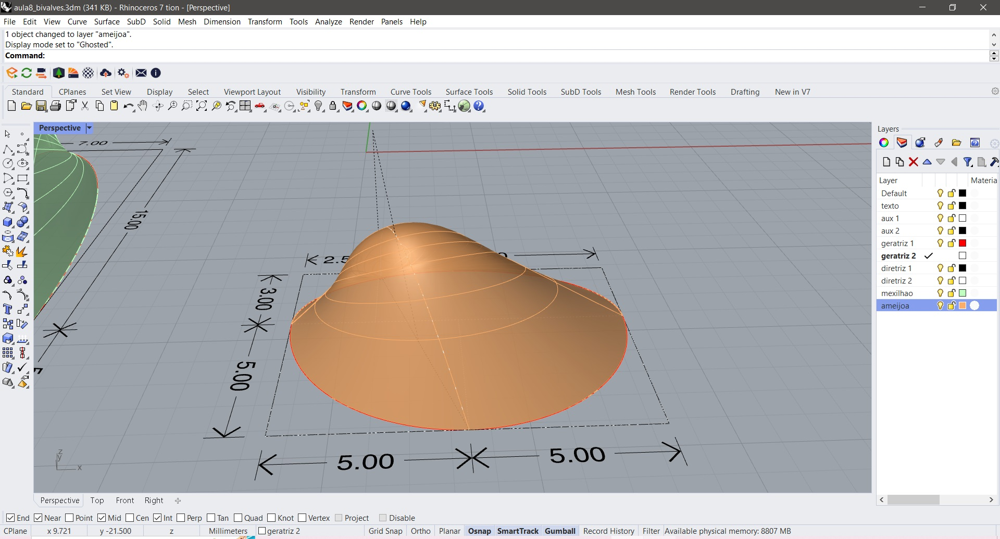 aula8_bivalves.3dm (341 KB) - Rhinoceros 7 tion - [Perspective]
File Edit View Curve Surface SubD Solid Mesh Dimension Transform Tools Analyze Render Panels Help
1 object changed to layer "ameijoa".
Display mode set to "Ghosted".
Command:
Standard CPlanes Set View Display Select Viewport Layout Visibility Transform Curve Tools Surface Tools Solid Tools SubD Tools Mesh Tools Render Tools Drafting New in V7
Perspective
7.00
15.00
2.5
3.00
5.00
5.00 5.00
z
y
x
Layers
Layer Materia
Default
texto
aux 1
aux 2
geratriz 1
geratriz 2
diretriz 1
diretriz 2
mexilhao
ameijoa
Perspective Top Front Right
End Near Point Mid Cen Int Perp Tan Quad Knot Vertex Project Disable
CPlane x 9.721 y -21.500 z Millimeters geratriz 2 Grid Snap Ortho Planar Osnap SmartTrack Gumball Record History Filter Available physical memory: 8807 MB